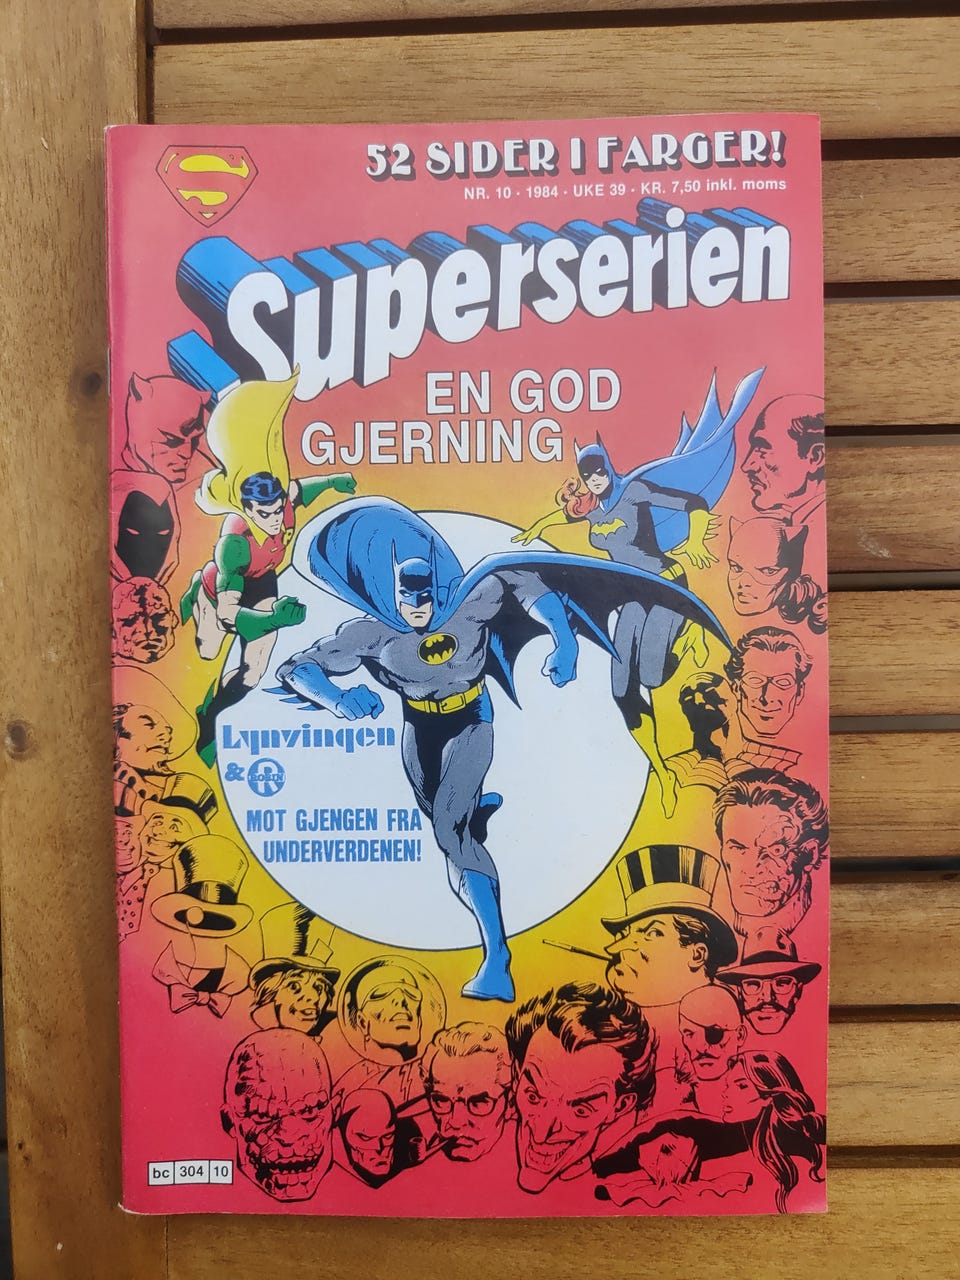 52 SIDER I FARGER!
NR. 10 · 1984 · UKE 39 · KR. 7,50 inkl. moms
Superserien
EN GOD
GJERNING
Lynvingen
& ROBIN
MOT GJENGEN FRA
UNDERVERDENEN!
bc 304 10